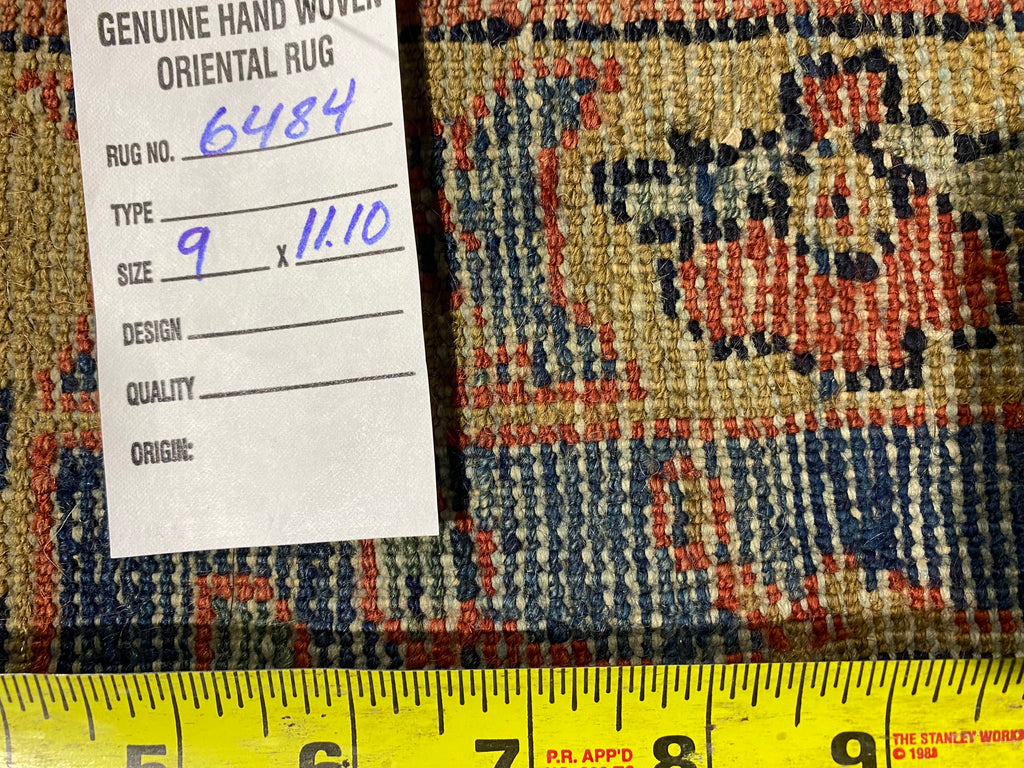 GENUINE HAND WOVEN
ORIENTAL RUG
RUG NO. 6484
TYPE
SIZE 9 X 11.10
DESIGN
QUALITY
ORIGIN:
5 6 7 8 9
P.R. APP'D
THE STANLEY WORKS
© 1988